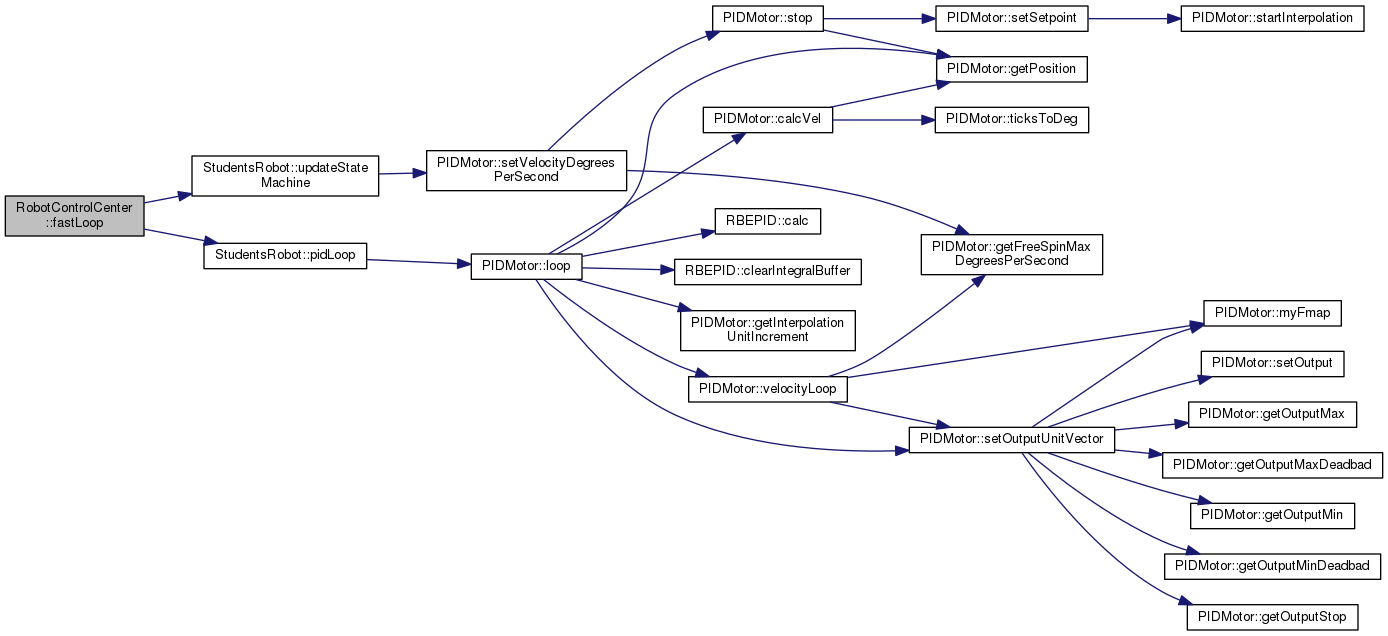 RobotControlCenter
::fastLoop
StudentsRobot::updateState
Machine
StudentsRobot::pidLoop
PIDMotor::setVelocityDegrees
PerSecond
PIDMotor::loop
PIDMotor::stop
PIDMotor::calcVel
RBEPID::calc
RBEPID::clearIntegralBuffer
PIDMotor::getInterpolation
UnitIncrement
PIDMotor::velocityLoop
PIDMotor::setSetpoint
PIDMotor::getPosition
PIDMotor::ticksToDeg
PIDMotor::getFreeSpinMax
DegreesPerSecond
PIDMotor::setOutputUnitVector
PIDMotor::startInterpolation
PIDMotor::myFmap
PIDMotor::setOutput
PIDMotor::getOutputMax
PIDMotor::getOutputMaxDeadbad
PIDMotor::getOutputMin
PIDMotor::getOutputMinDeadbad
PIDMotor::getOutputStop